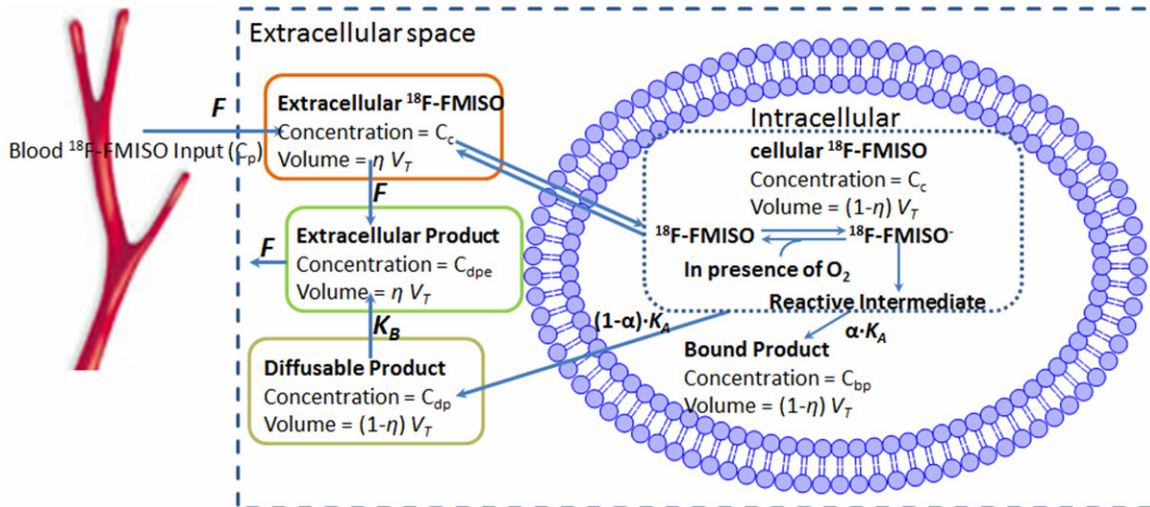 Extracellular space
F
Blood ¹⁸F-FMISO Input (Cₚ)
Extracellular ¹⁸F-FMISO
Concentration = C꜀
Volume = η V_T
F
Extracellular Product
Concentration = C_dpe
Volume = η V_T
F
K_B
Diffusable Product
Concentration = C_dp
Volume = (1-η) V_T
Intracellular
cellular ¹⁸F-FMISO
Concentration = C꜀
Volume = (1-η) V_T
¹⁸F-FMISO
¹⁸F-FMISO⁻
In presence of O₂
Reactive Intermediate
(1-α)·K_A
α·K_A
Bound Product
Concentration = C_bp
Volume = (1-η) V_T